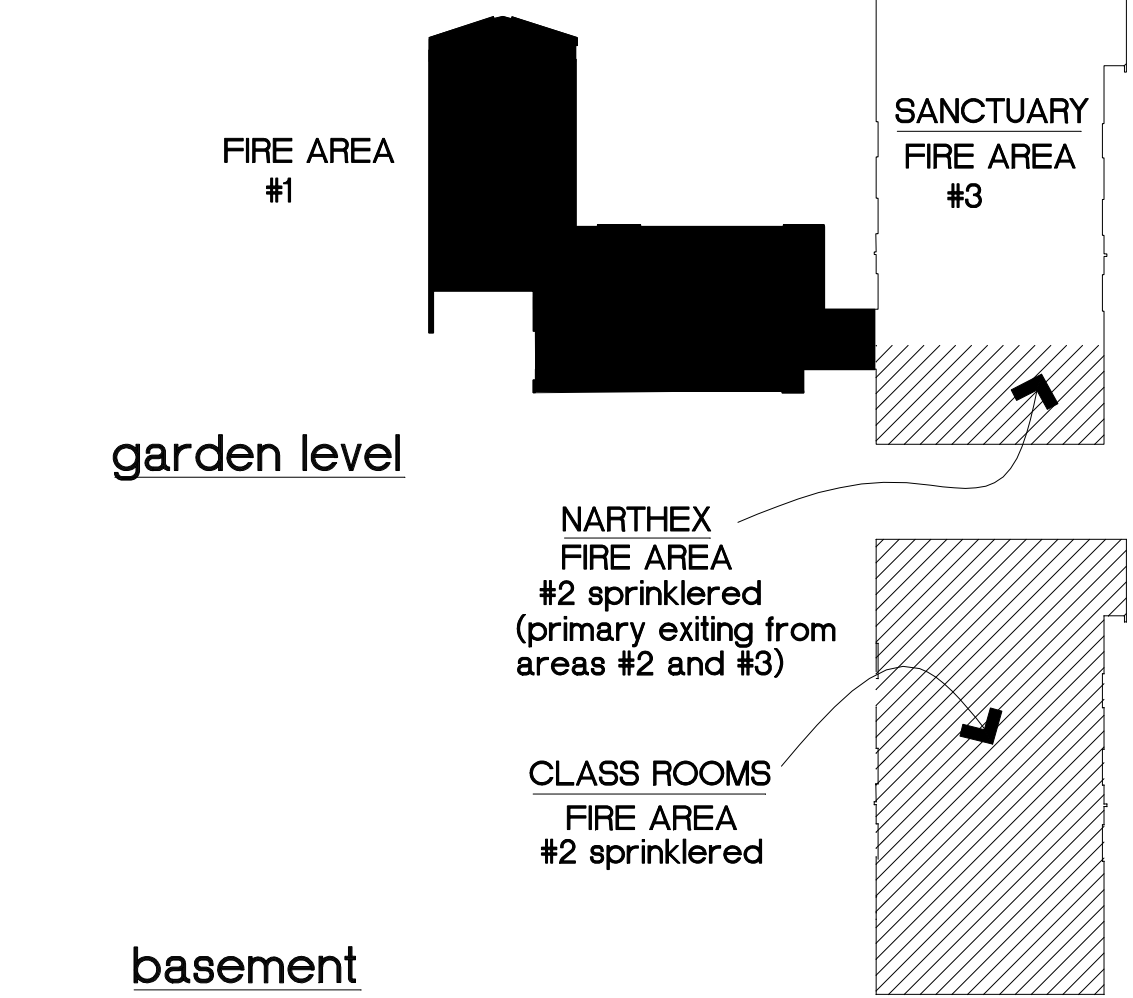 SANCTUARY
FIRE AREA
#3
FIRE AREA
#1
garden level
NARTHEX
FIRE AREA
#2 sprinklered
(primary exiting from
areas #2 and #3)
CLASS ROOMS
FIRE AREA
#2 sprinklered
basement